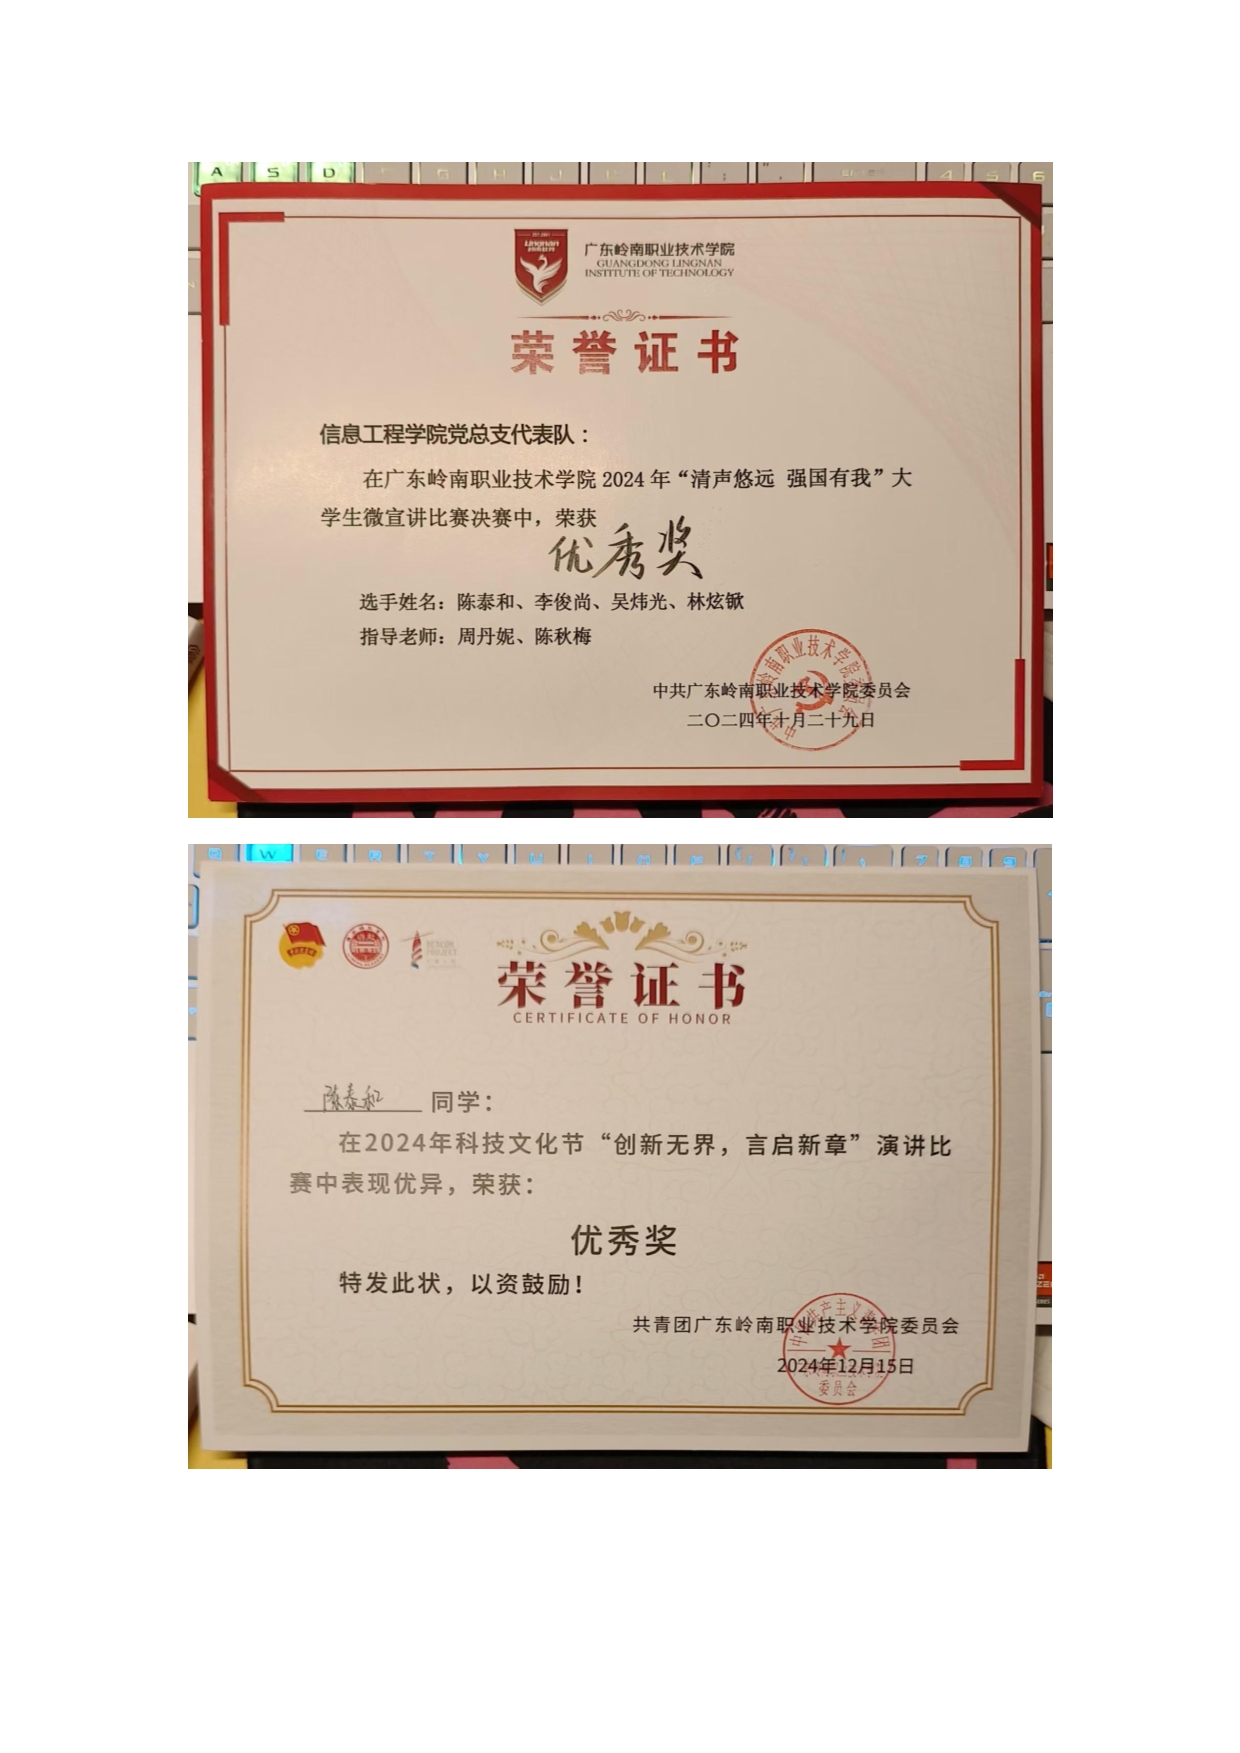 A S D
Lingnan
广东岭南职业技术学院
GUANGDONG LINGNAN
INSTITUTE OF TECHNOLOGY
荣誉证书
信息工程学院党总支代表队：
在广东岭南职业技术学院 2024 年“清声悠远 强国有我”大
学生微宣讲比赛决赛中，荣获
优秀奖
选手姓名：陈泰和、李俊尚、吴炜光、林炫锨
指导老师：周丹妮、陈秋梅
中共广东岭南职业技术学院委员会
二〇二四年十月二十九日
W
荣誉证书
CERTIFICATE OF HONOR
陈泰和 同学：
在2024年科技文化节“创新无界，言启新章”演讲比
赛中表现优异，荣获：
优秀奖
特发此状，以资鼓励！
共青团广东岭南职业技术学院委员会
2024年12月15日
委员会